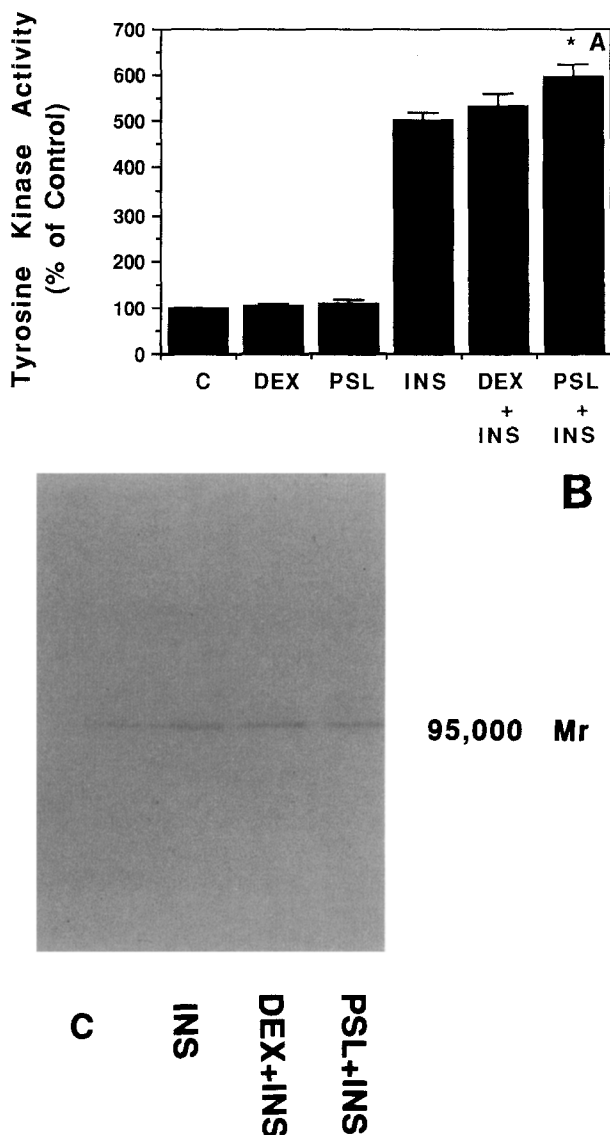 Tyrosine Kinase Activity
(% of Control)
700
600
500
400
300
200
100
0
* A
C DEX PSL INS DEX + INS PSL + INS
B
95,000 Mr
C INS DEX+INS PSL+INS